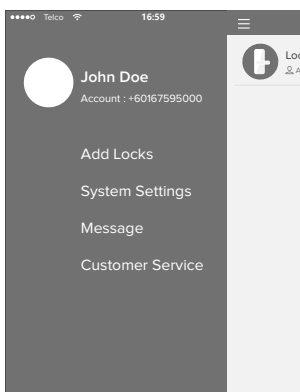 Telco 16:59
John Doe
Account : +60167595000
Add Locks
System Settings
Message
Customer Service